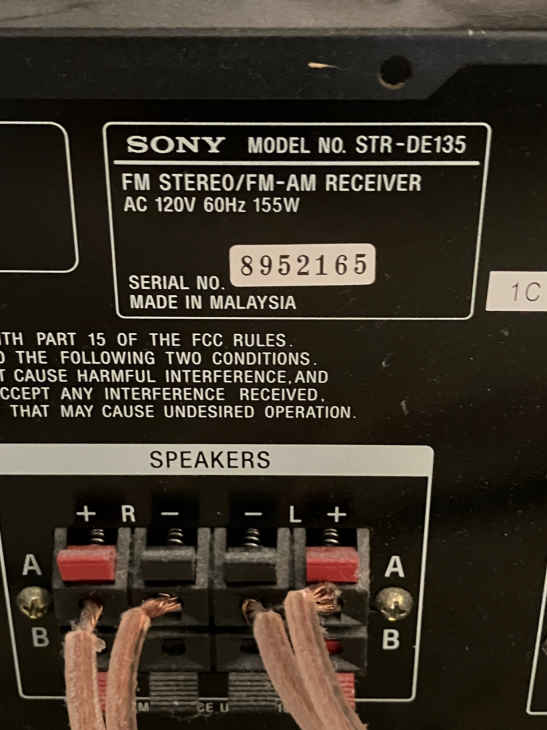 SONY MODEL NO. STR-DE135
FM STEREO/FM-AM RECEIVER
AC 120V 60Hz 155W
SERIAL NO. 8952165
MADE IN MALAYSIA
1C
TH PART 15 OF THE FCC RULES.
O THE FOLLOWING TWO CONDITIONS.
T CAUSE HARMFUL INTERFERENCE, AND
CCEPT ANY INTERFERENCE RECEIVED,
THAT MAY CAUSE UNDESIRED OPERATION.
SPEAKERS
+ R − − L +
A A
B B